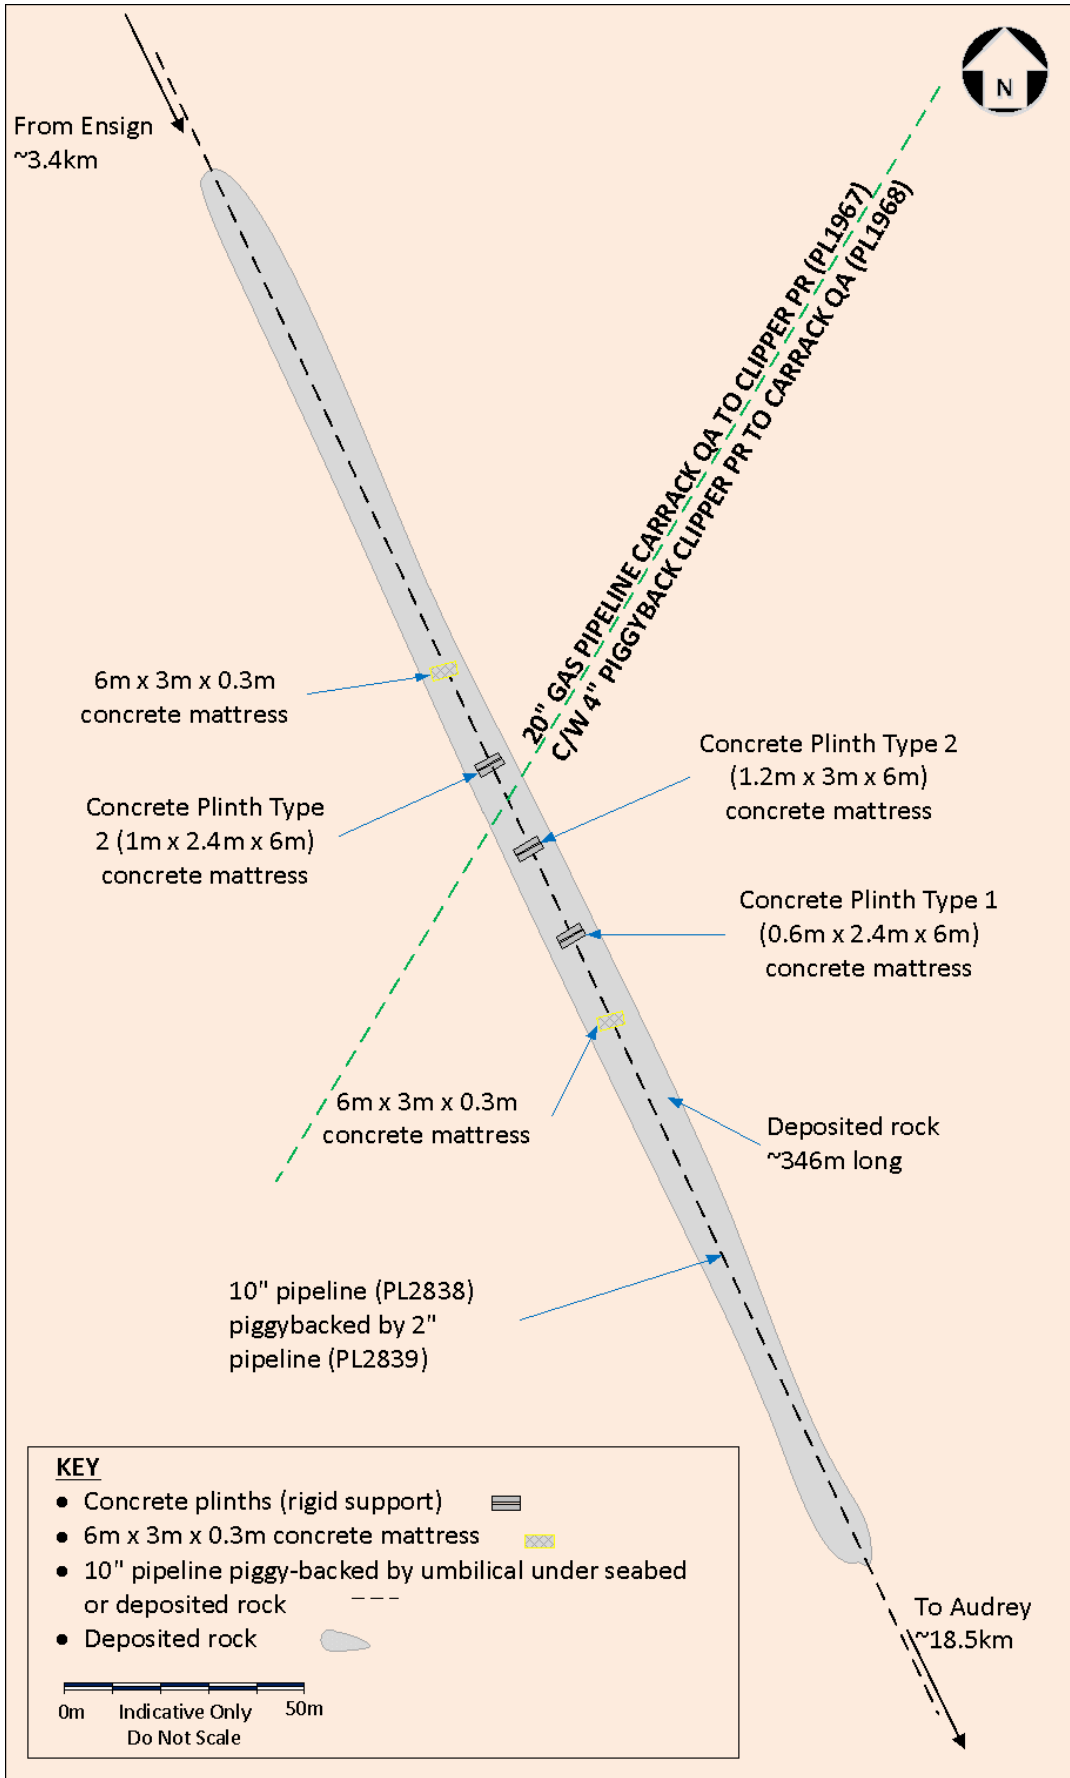 N
From Ensign
~3.4km
20" GAS PIPELINE CARRACK QA TO CLIPPER PR (PL1967)
C/W 4" PIGGYBACK CLIPPER PR TO CARRACK QA (PL1968)
6m x 3m x 0.3m
concrete mattress
Concrete Plinth Type 2
(1.2m x 3m x 6m)
concrete mattress
Concrete Plinth Type
2 (1m x 2.4m x 6m)
concrete mattress
Concrete Plinth Type 1
(0.6m x 2.4m x 6m)
concrete mattress
6m x 3m x 0.3m
concrete mattress
Deposited rock
~346m long
10" pipeline (PL2838)
piggybacked by 2"
pipeline (PL2839)
KEY
• Concrete plinths (rigid support)
• 6m x 3m x 0.3m concrete mattress
• 10" pipeline piggy-backed by umbilical under seabed
or deposited rock
• Deposited rock
0m Indicative Only 50m
Do Not Scale
To Audrey
~18.5km